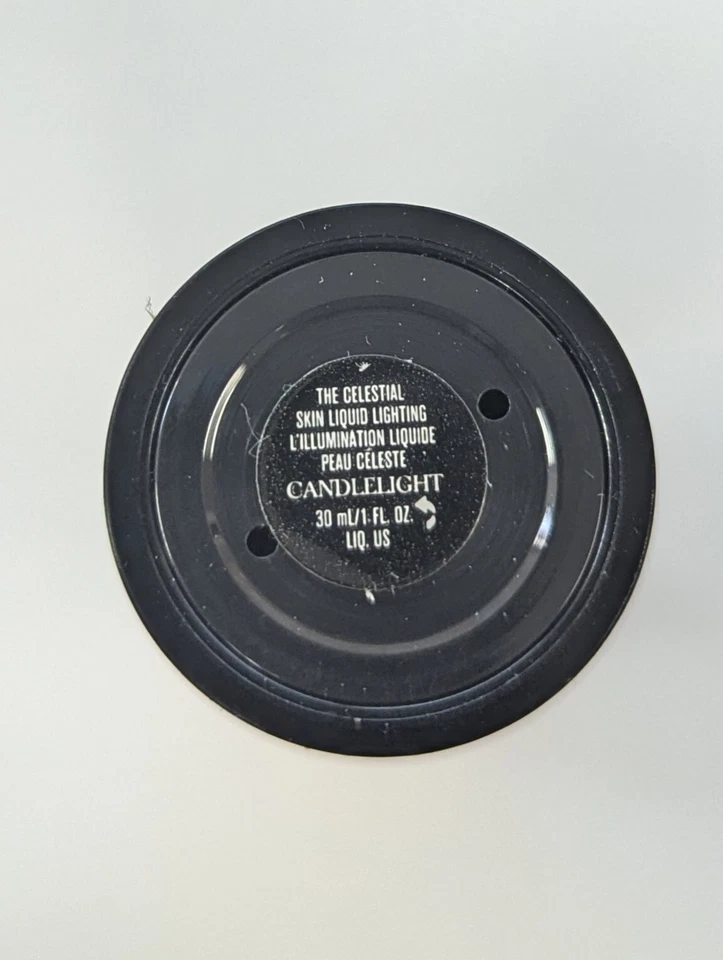 THE CELESTIAL
SKIN LIQUID LIGHTING
L'ILLUMINATION LIQUIDE
PEAU CÉLESTE
CANDLELIGHT
30 mL/1 FL. OZ.
LIQ. US